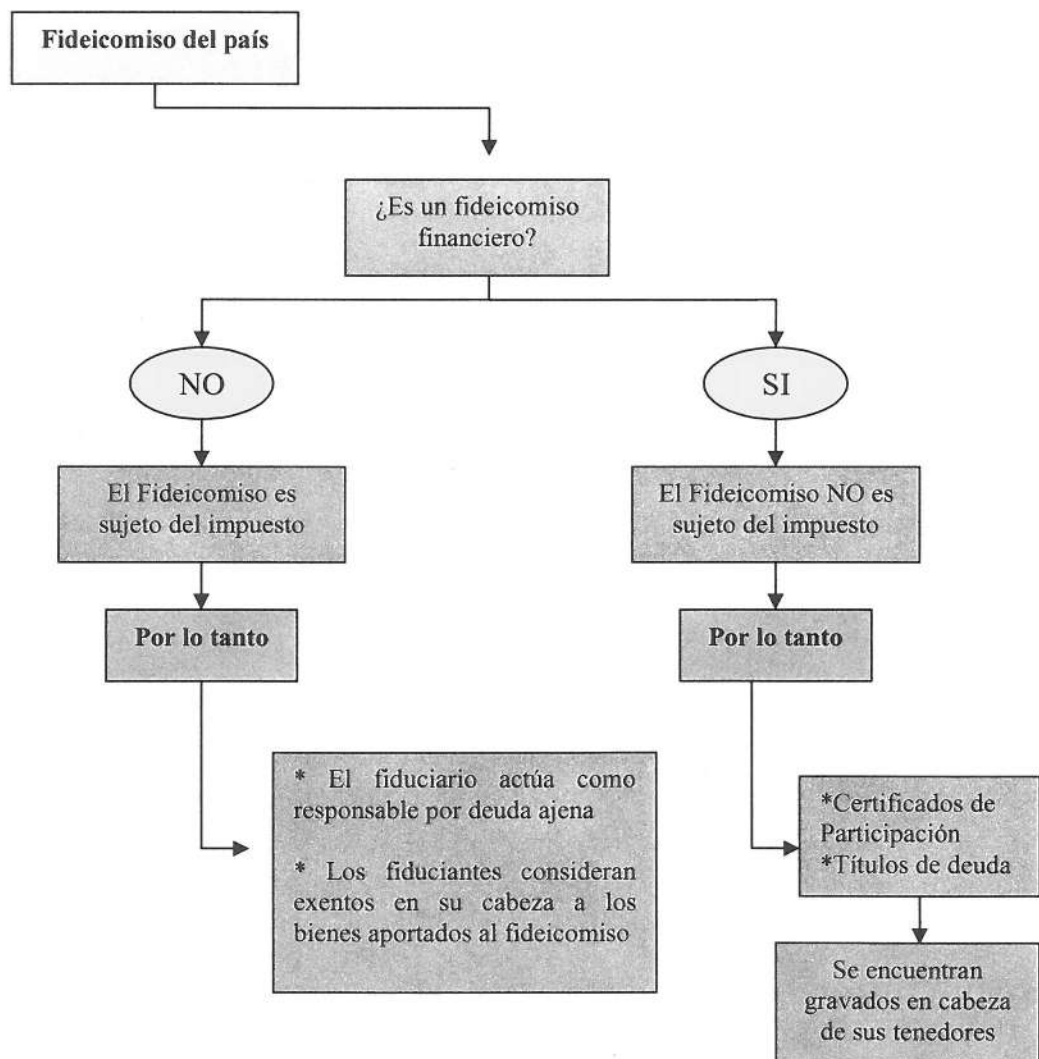 Fideicomiso del país
¿Es un fideicomiso
financiero?
NO
SI
El Fideicomiso es
sujeto del impuesto
El Fideicomiso NO es
sujeto del impuesto
Por lo tanto
Por lo tanto
* El fiduciario actúa como
responsable por deuda ajena
* Los fiduciantes consideran
exentos en su cabeza a los
bienes aportados al fideicomiso
*Certificados de
Participación
*Títulos de deuda
Se encuentran
gravados en cabeza
de sus tenedores